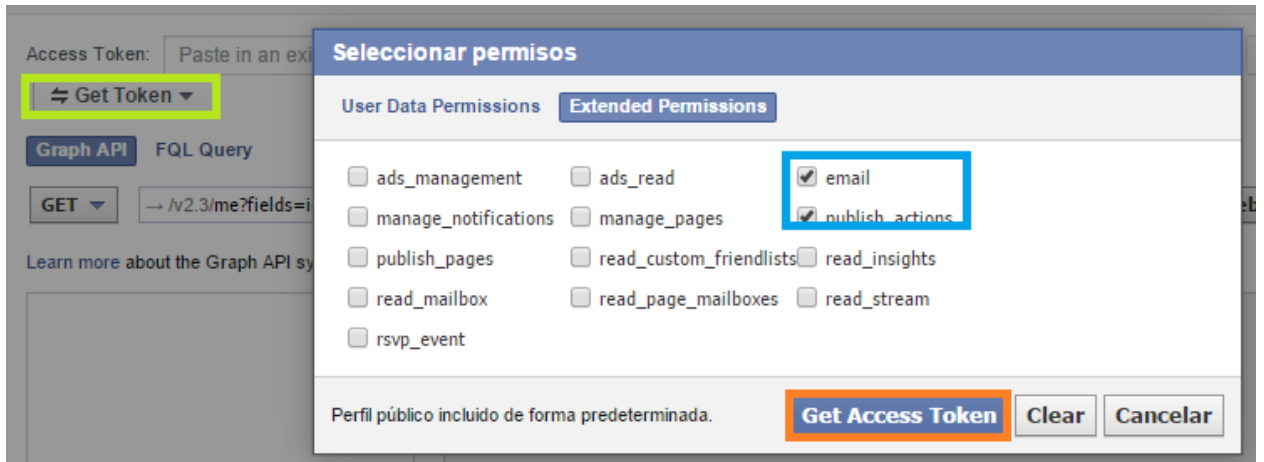 Access Token: Paste in an exi
Get Token
Graph API FQL Query
GET → /v2.3/me?fields=i
Learn more about the Graph API sy
Seleccionar permisos
User Data Permissions Extended Permissions
ads_management ads_read email
manage_notifications manage_pages publish_actions
publish_pages read_custom_friendlists read_insights
read_mailbox read_page_mailboxes read_stream
rsvp_event
Perfil público incluido de forma predeterminada. Get Access Token Clear Cancelar